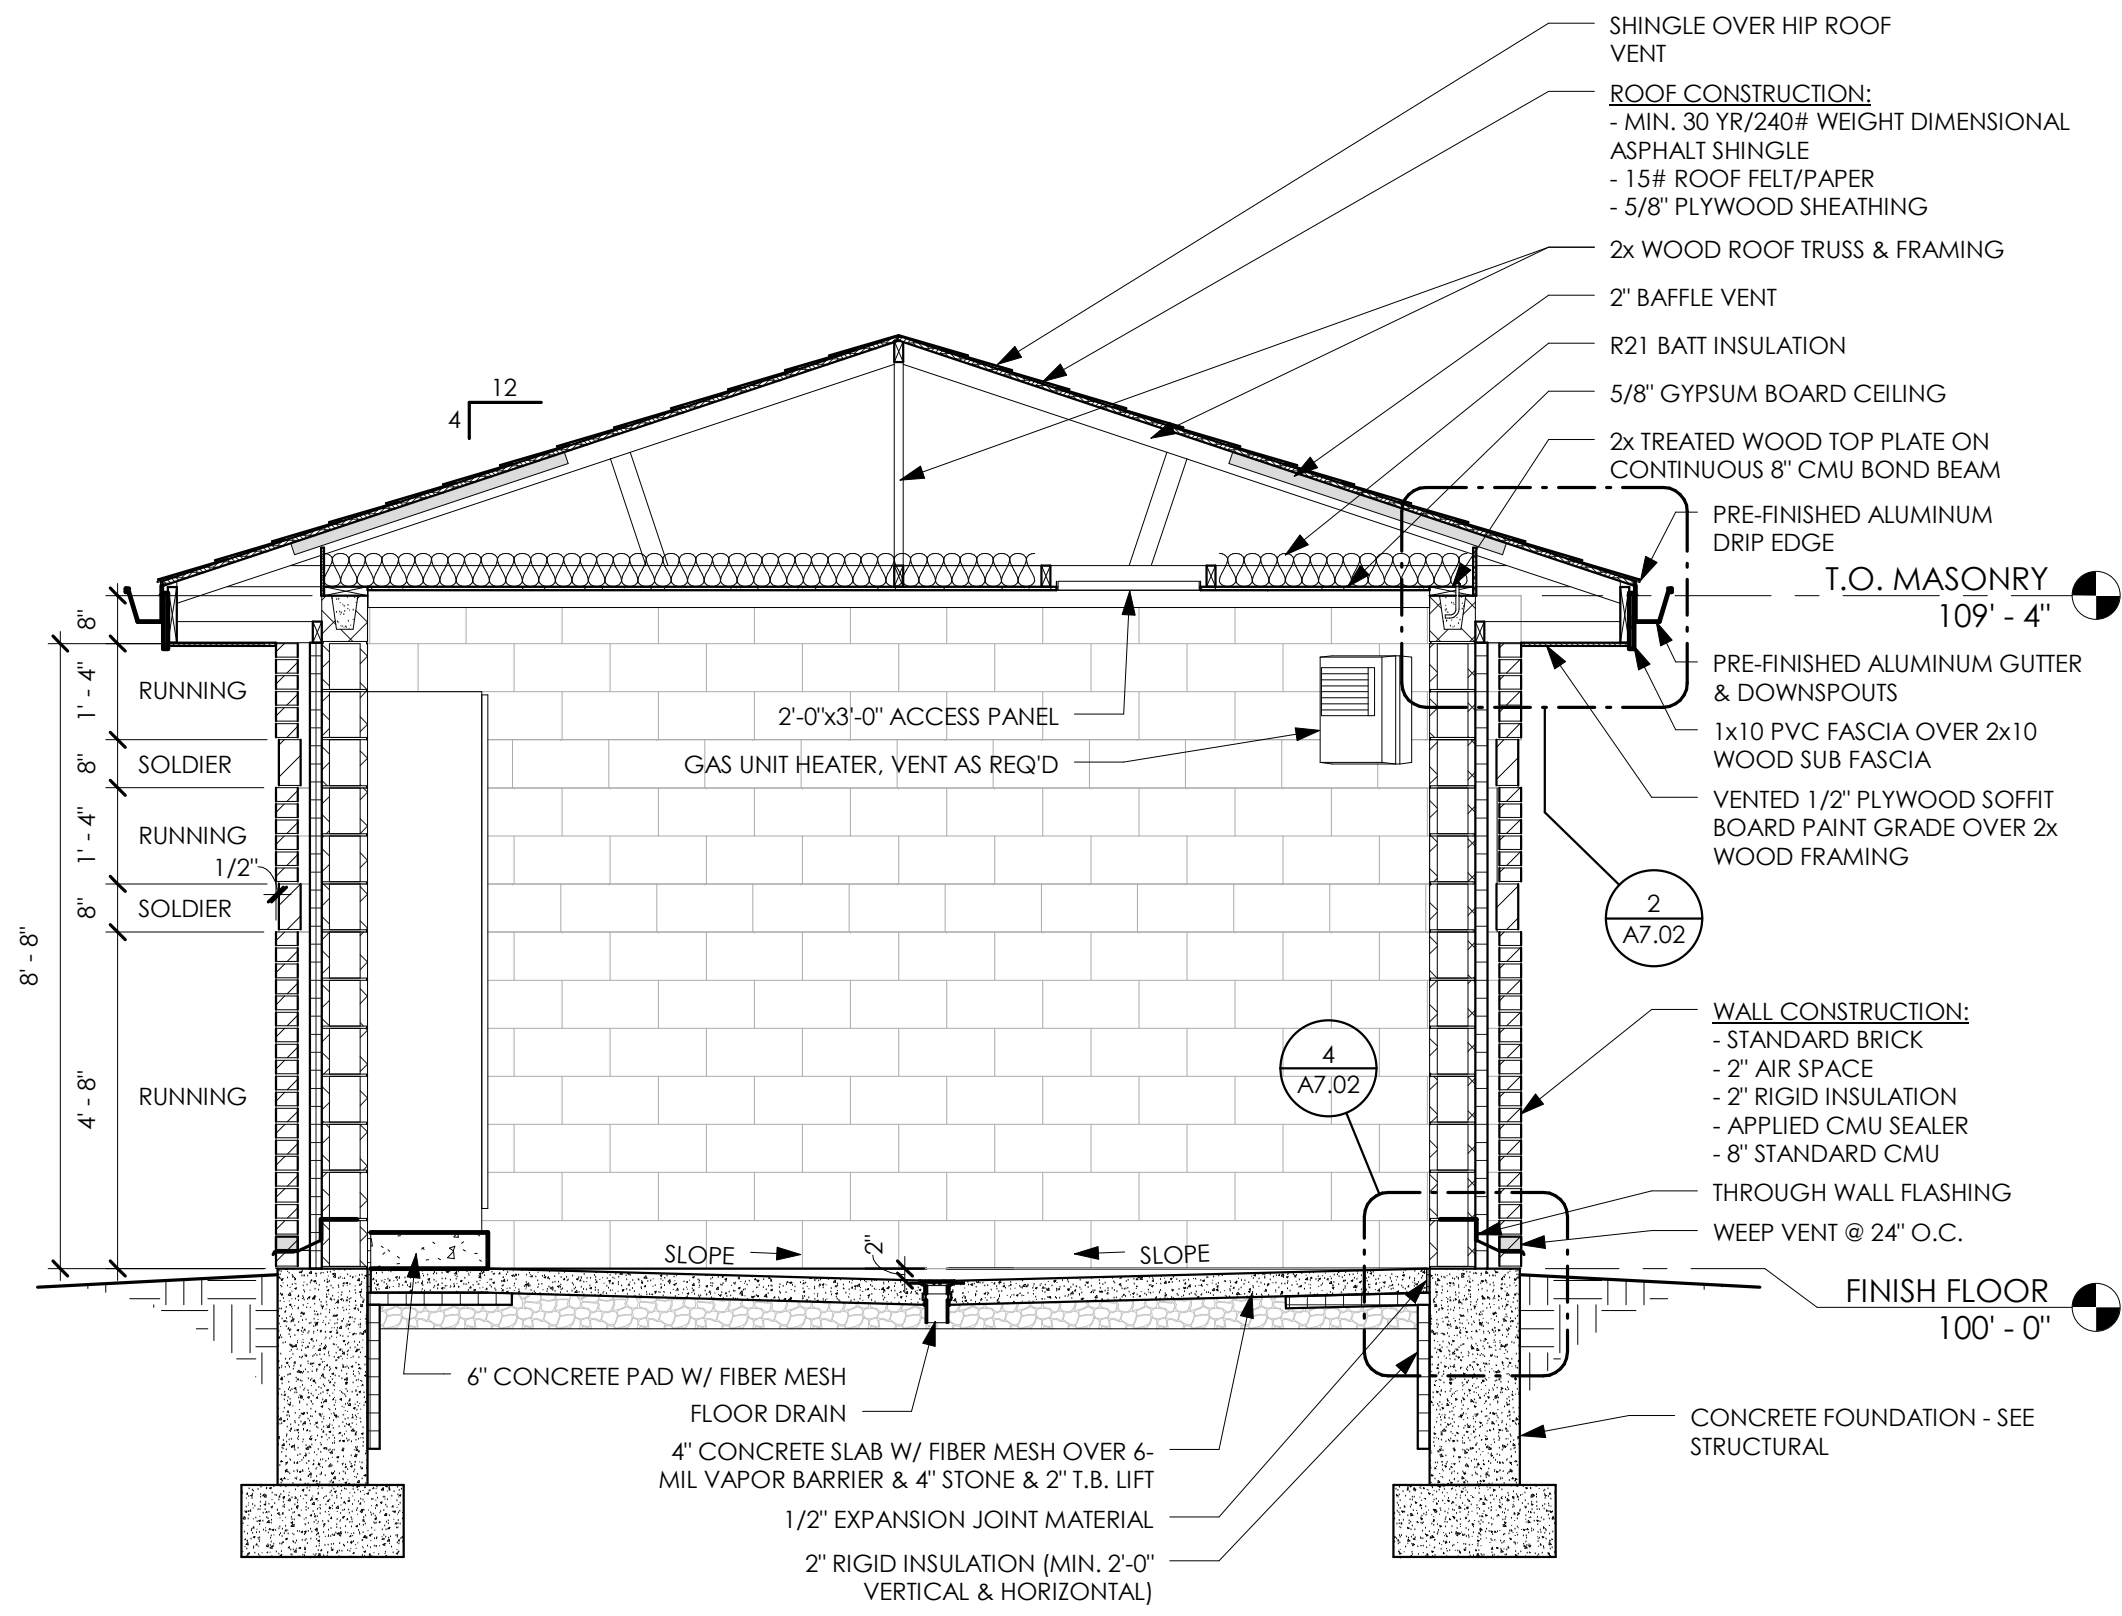 SHINGLE OVER HIP ROOF
VENT
ROOF CONSTRUCTION:
- MIN. 30 YR/240# WEIGHT DIMENSIONAL
ASPHALT SHINGLE
- 15# ROOF FELT/PAPER
- 5/8" PLYWOOD SHEATHING
2x WOOD ROOF TRUSS & FRAMING
2" BAFFLE VENT
R21 BATT INSULATION
5/8" GYPSUM BOARD CEILING
2x TREATED WOOD TOP PLATE ON
CONTINUOUS 8" CMU BOND BEAM
PRE-FINISHED ALUMINUM
DRIP EDGE
T.O. MASONRY
109' - 4"
PRE-FINISHED ALUMINUM GUTTER
& DOWNSPOUTS
1x10 PVC FASCIA OVER 2x10
WOOD SUB FASCIA
VENTED 1/2" PLYWOOD SOFFIT
BOARD PAINT GRADE OVER 2x
WOOD FRAMING
2
A7.02
WALL CONSTRUCTION:
- STANDARD BRICK
- 2" AIR SPACE
- 2" RIGID INSULATION
- APPLIED CMU SEALER
- 8" STANDARD CMU
THROUGH WALL FLASHING
WEEP VENT @ 24" O.C.
FINISH FLOOR
100' - 0"
CONCRETE FOUNDATION - SEE
STRUCTURAL
12
4
8"
1' - 4"
RUNNING
8"
SOLDIER
1' - 4"
RUNNING
1/2"
8"
SOLDIER
8' - 8"
4' - 8"
RUNNING
2'-0"x3'-0" ACCESS PANEL
GAS UNIT HEATER, VENT AS REQ'D
4
A7.02
SLOPE
2"
SLOPE
6" CONCRETE PAD W/ FIBER MESH
FLOOR DRAIN
4" CONCRETE SLAB W/ FIBER MESH OVER 6-
MIL VAPOR BARRIER & 4" STONE & 2" T.B. LIFT
1/2" EXPANSION JOINT MATERIAL
2" RIGID INSULATION (MIN. 2'-0"
VERTICAL & HORIZONTAL)